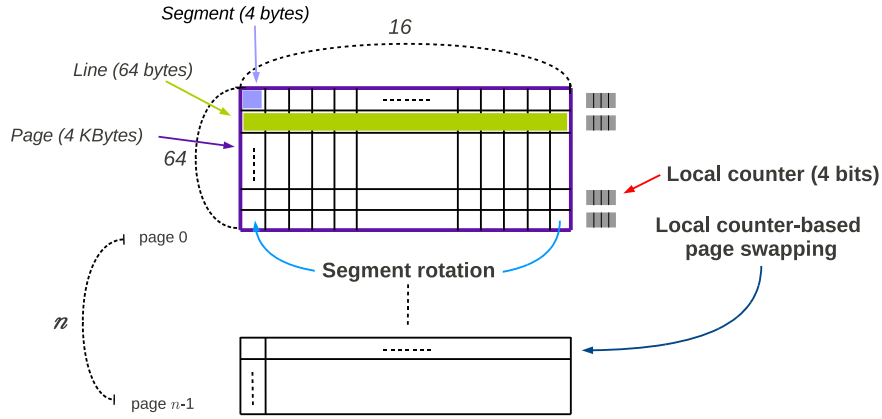 Segment (4 bytes)
16
Line (64 bytes)
Page (4 KBytes)
64
Local counter (4 bits)
Local counter-based
page swapping
page 0
Segment rotation
n
page n-1